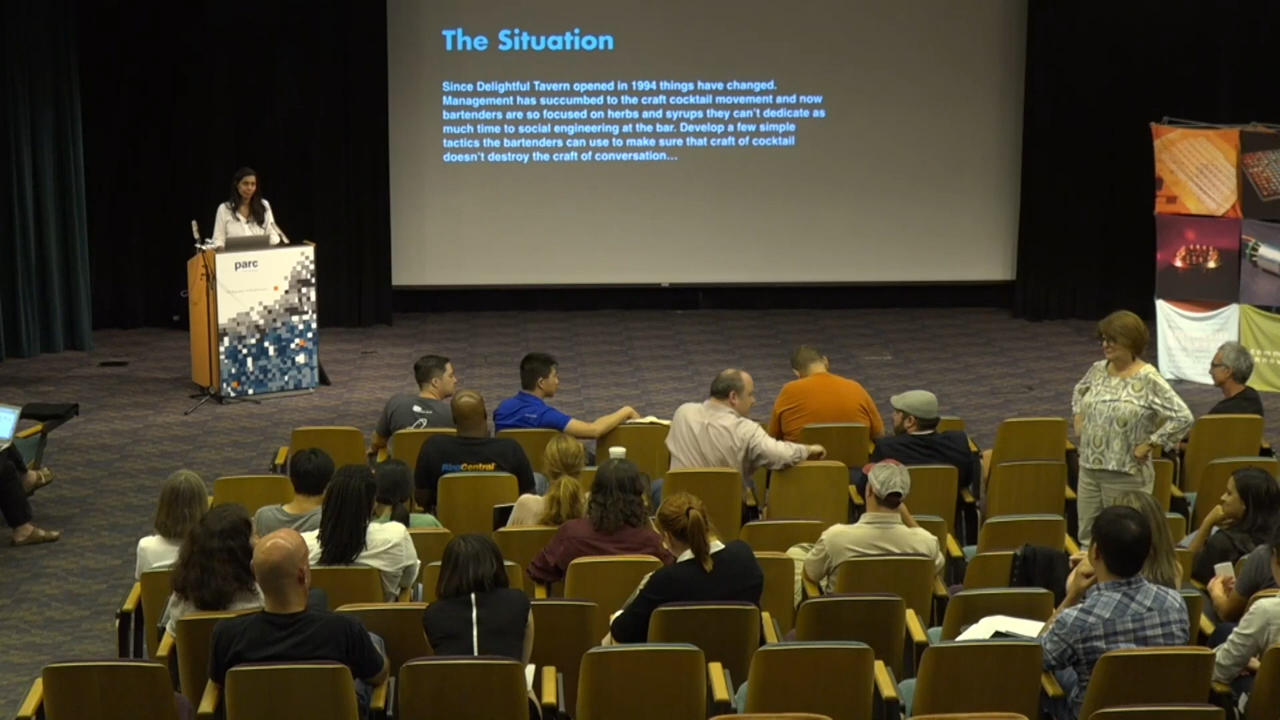 The Situation
Since Delightful Tavern opened in 1994 things have changed.
Management has succumbed to the craft cocktail movement and now
bartenders are so focused on herbs and syrups they can't dedicate as
much time to social engineering at the bar. Develop a few simple
tactics the bartenders can use to make sure that craft of cocktail
doesn't destroy the craft of conversation...
parc
RingCentral